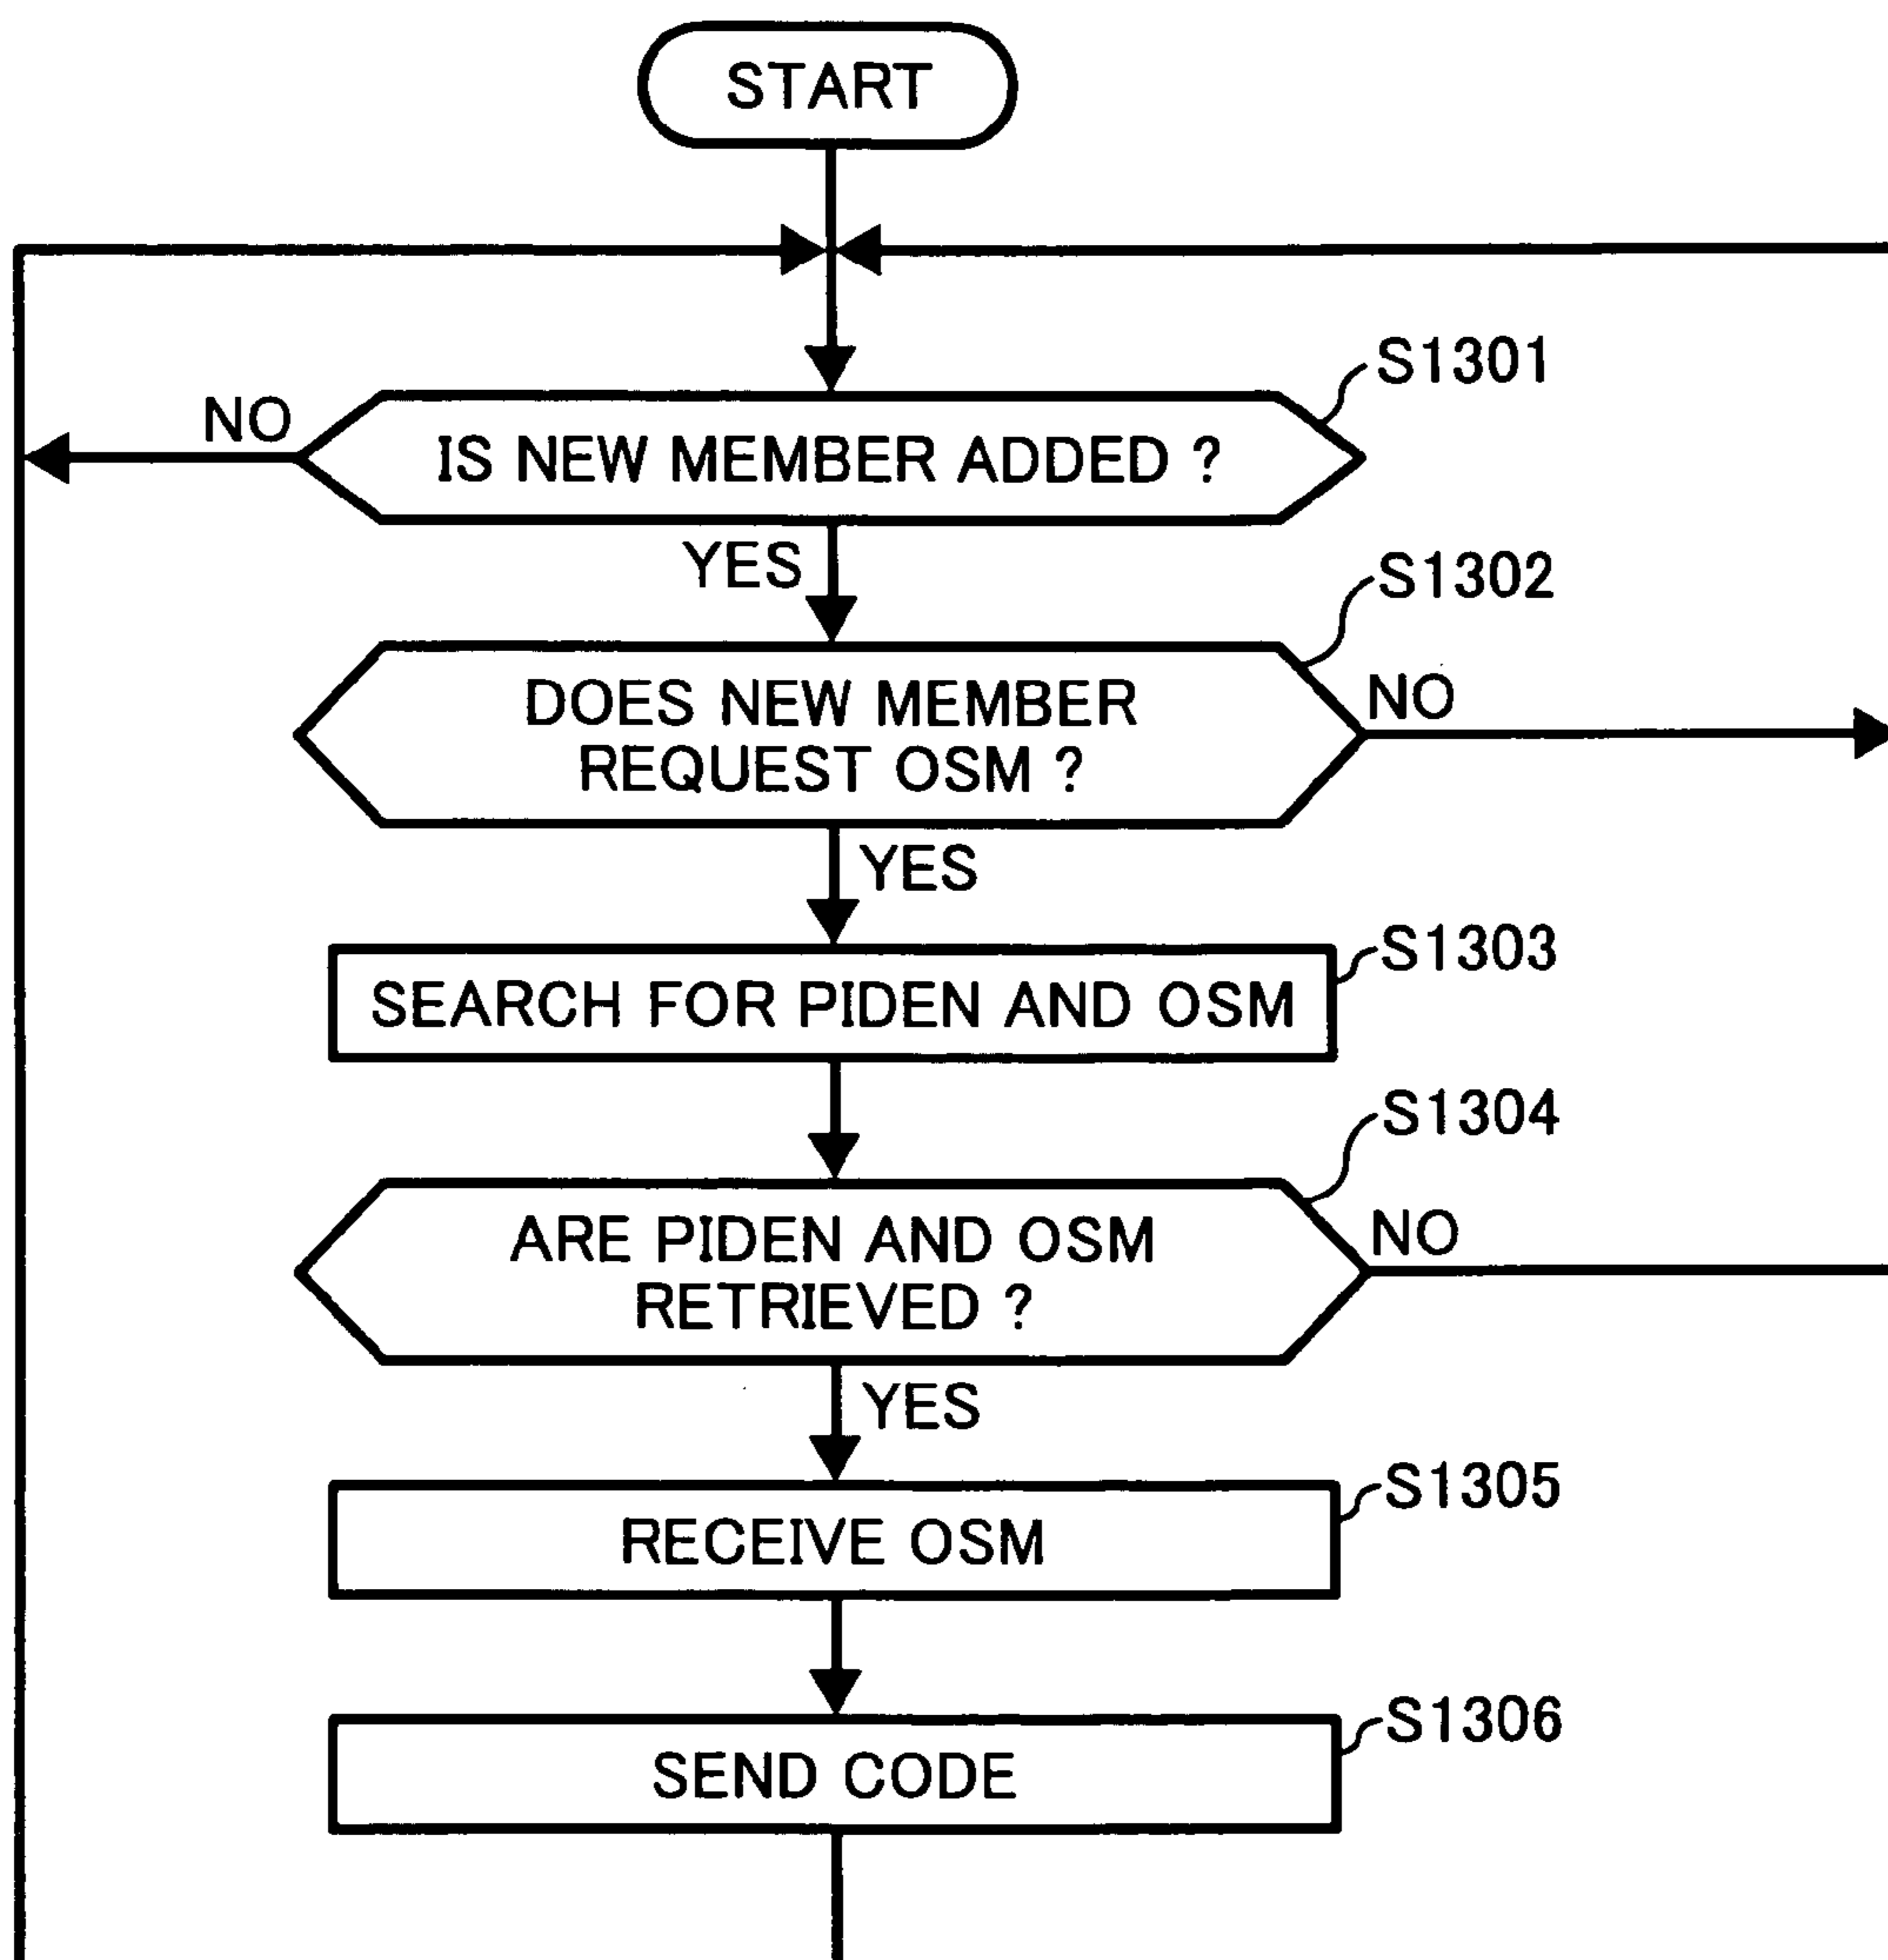 START
S1301
NO
IS NEW MEMBER ADDED ?
YES
S1302
DOES NEW MEMBER
REQUEST OSM ?
NO
YES
S1303
SEARCH FOR PIDEN AND OSM
S1304
ARE PIDEN AND OSM
RETRIEVED ?
NO
YES
S1305
RECEIVE OSM
S1306
SEND CODE